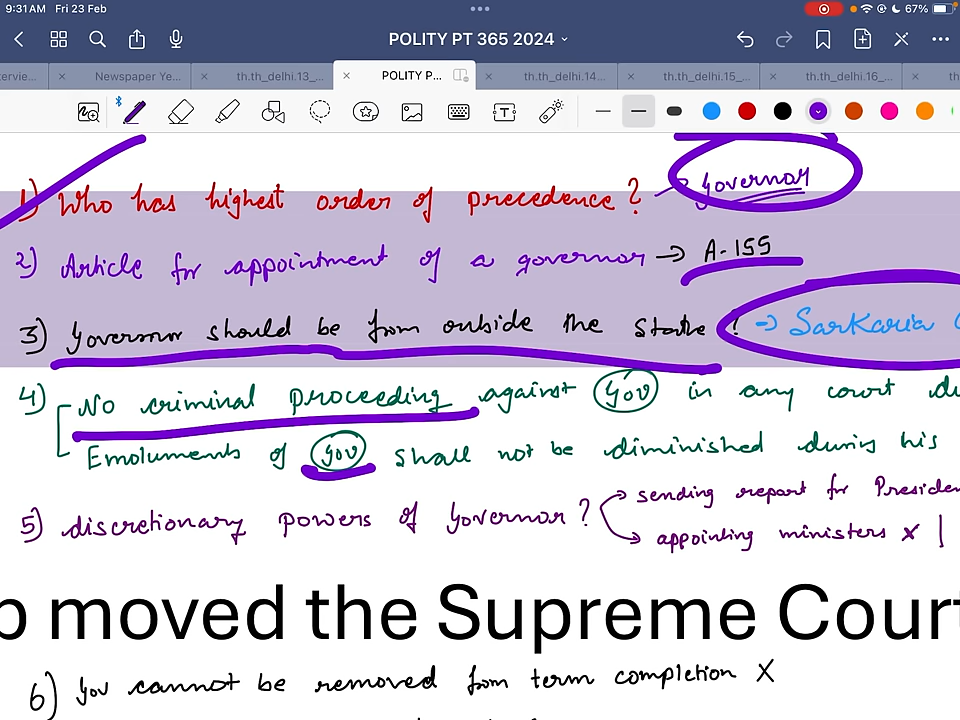 9:31AM Fri 23 Feb
67%
POLITY PT 365 2024
tervie...
Newspaper Ye...
th.th_delhi.13_...
POLITY P...
th.th_delhi.14...
th.th_delhi.15_...
th.th_delhi.16_...
th
1) Who has highest order of precedence? → Governor
2) Article for appointment of a governor → A-155
3) Governor should be from outside the State? → Sarkaria C
4) No criminal proceeding against Gov in any court du
Emoluments of Gov shall not be diminished during his
5) discretionary powers of Governor? → sending report for Presiden
→ appointing ministers x |
p moved the Supreme Court
6) Gov cannot be removed from term completion X